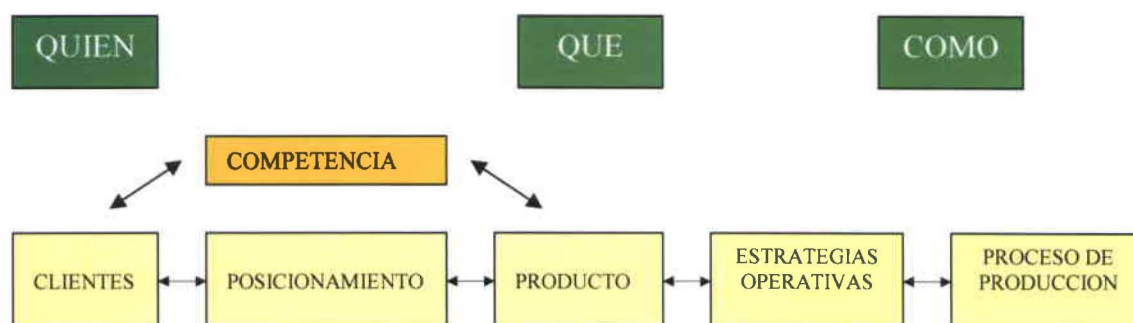 QUIEN
QUE
COMO
COMPETENCIA
CLIENTES
POSICIONAMIENTO
PRODUCTO
ESTRATEGIAS
OPERATIVAS
PROCESO DE
PRODUCCION